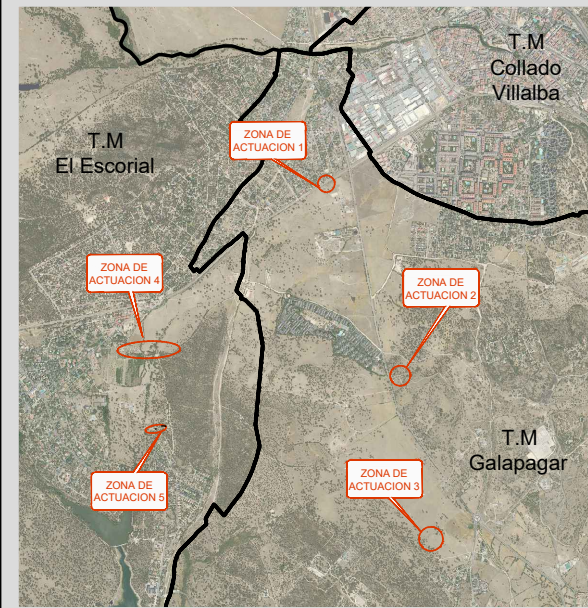 T.M
Collado
Villalba
T.M
El Escorial
ZONA DE
ACTUACION 1
ZONA DE
ACTUACION 4
ZONA DE
ACTUACION 2
T.M
Galapagar
ZONA DE
ACTUACION 3
ZONA DE
ACTUACION 5